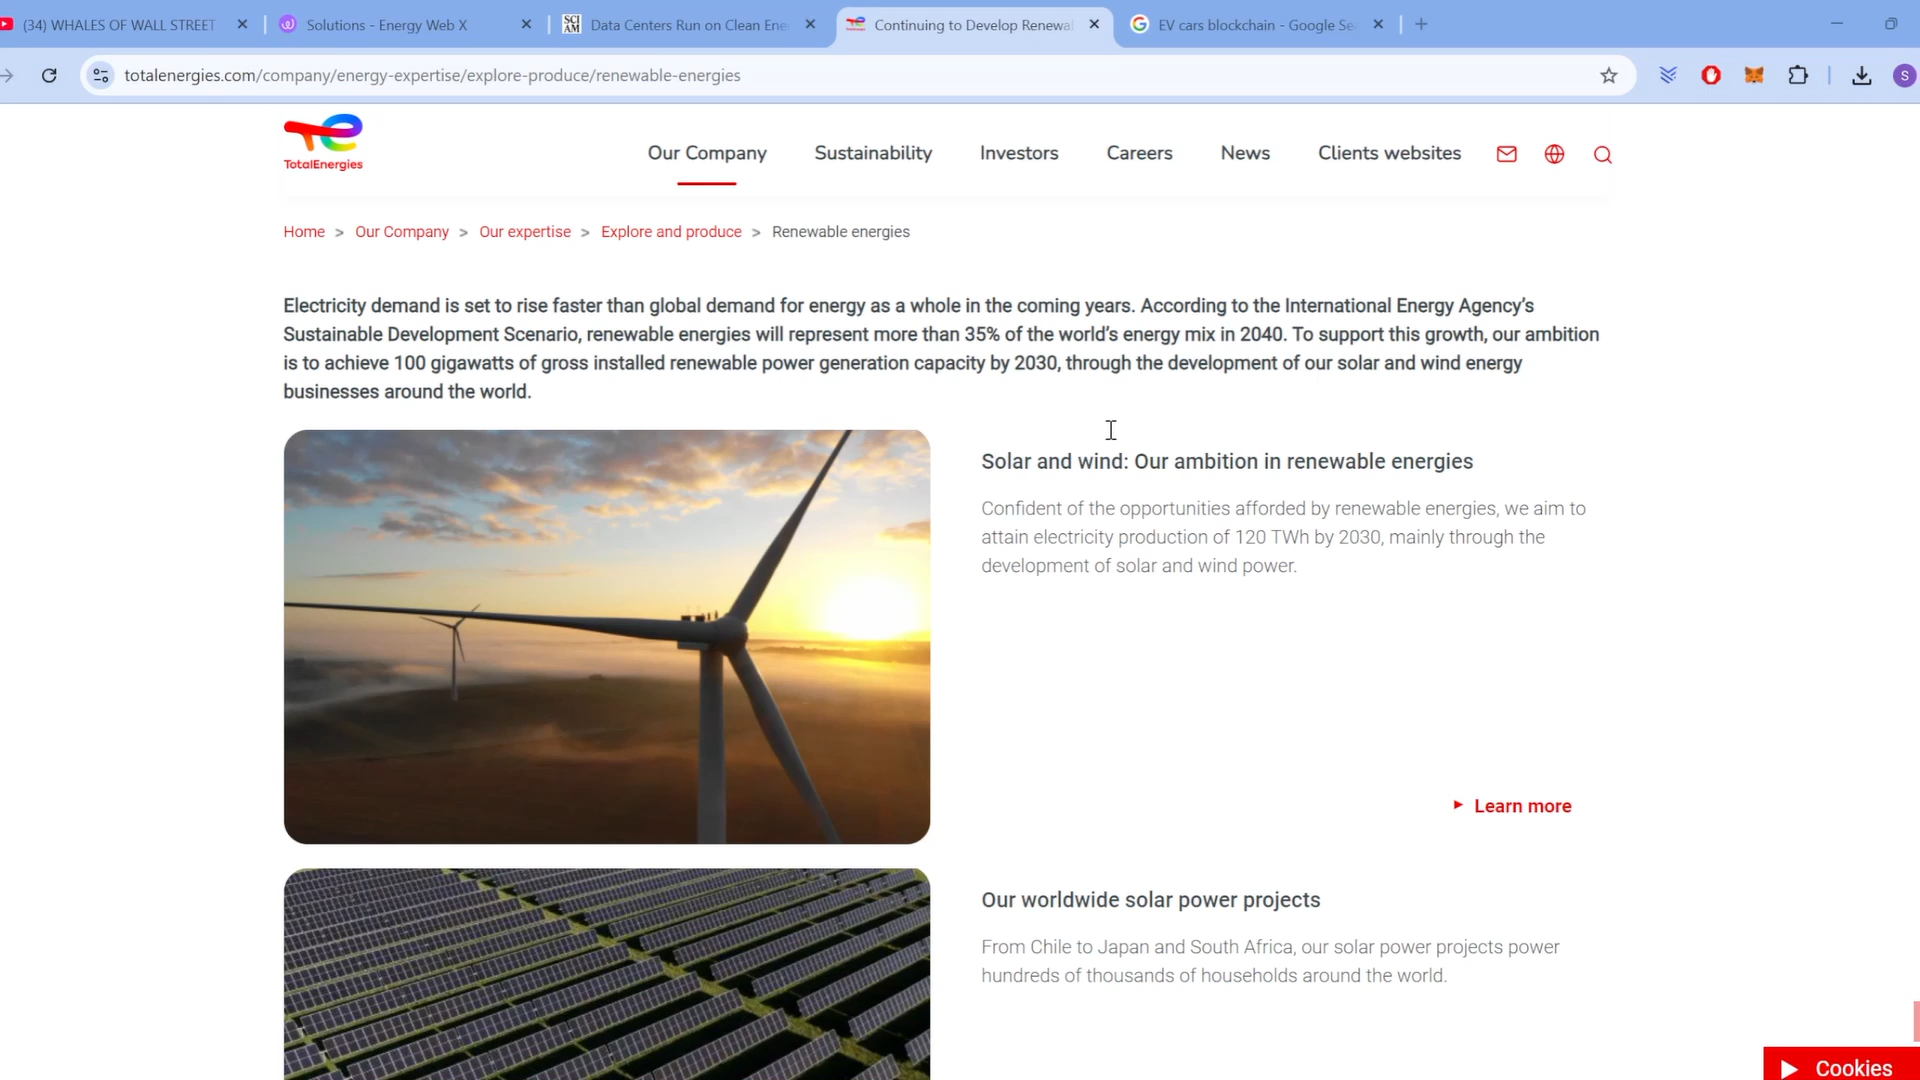 (34) WHALES OF WALL STREET
Solutions - Energy Web X
SCI AM
Data Centers Run on Clean Ene
Continuing to Develop Renewa
EV cars blockchain - Google Se
totalenergies.com/company/energy-expertise/explore-produce/renewable-energies
S
TotalEnergies
Our Company
Sustainability
Investors
Careers
News
Clients websites
Home > Our Company > Our expertise > Explore and produce > Renewable energies
Electricity demand is set to rise faster than global demand for energy as a whole in the coming years. According to the International Energy Agency's
Sustainable Development Scenario, renewable energies will represent more than 35% of the world's energy mix in 2040. To support this growth, our ambition
is to achieve 100 gigawatts of gross installed renewable power generation capacity by 2030, through the development of our solar and wind energy
businesses around the world.
Solar and wind: Our ambition in renewable energies
Confident of the opportunities afforded by renewable energies, we aim to
attain electricity production of 120 TWh by 2030, mainly through the
development of solar and wind power.
Learn more
Our worldwide solar power projects
From Chile to Japan and South Africa, our solar power projects power
hundreds of thousands of households around the world.
Cookies